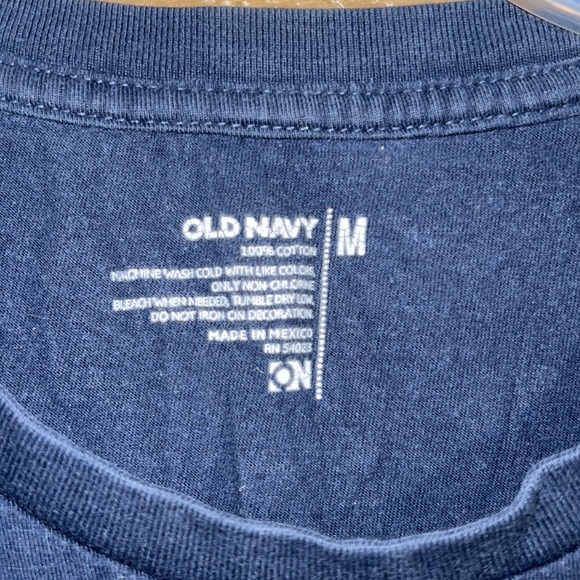 OLD NAVY
M
100% COTTON
MACHINE WASH COLD WITH LIKE COLORS,
ONLY NON-CHLORINE
BLEACH WHEN NEEDED, TUMBLE DRY LOW,
DO NOT IRON ON DECORATION.
MADE IN MEXICO
RN 54023
ON